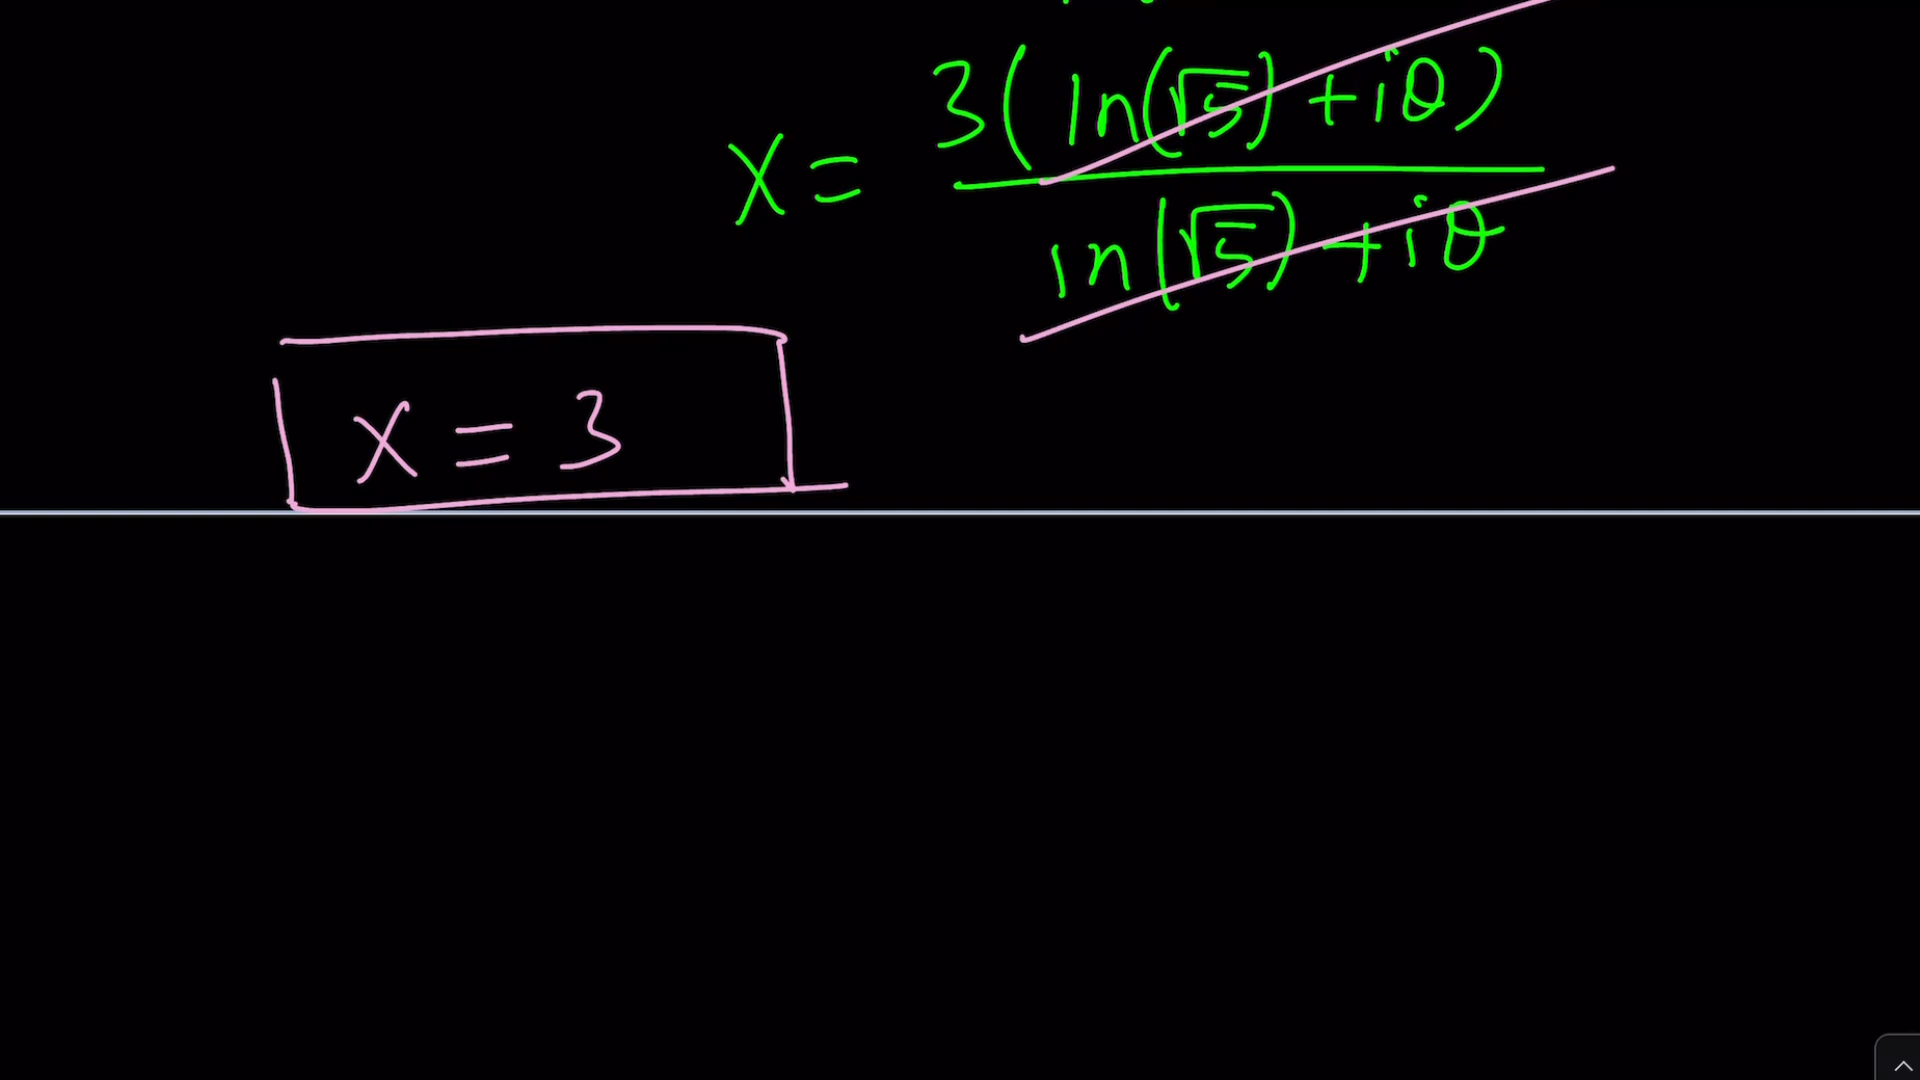 x = 3(ln(√5) + iθ) / ln(√5) + iθ
x = 3